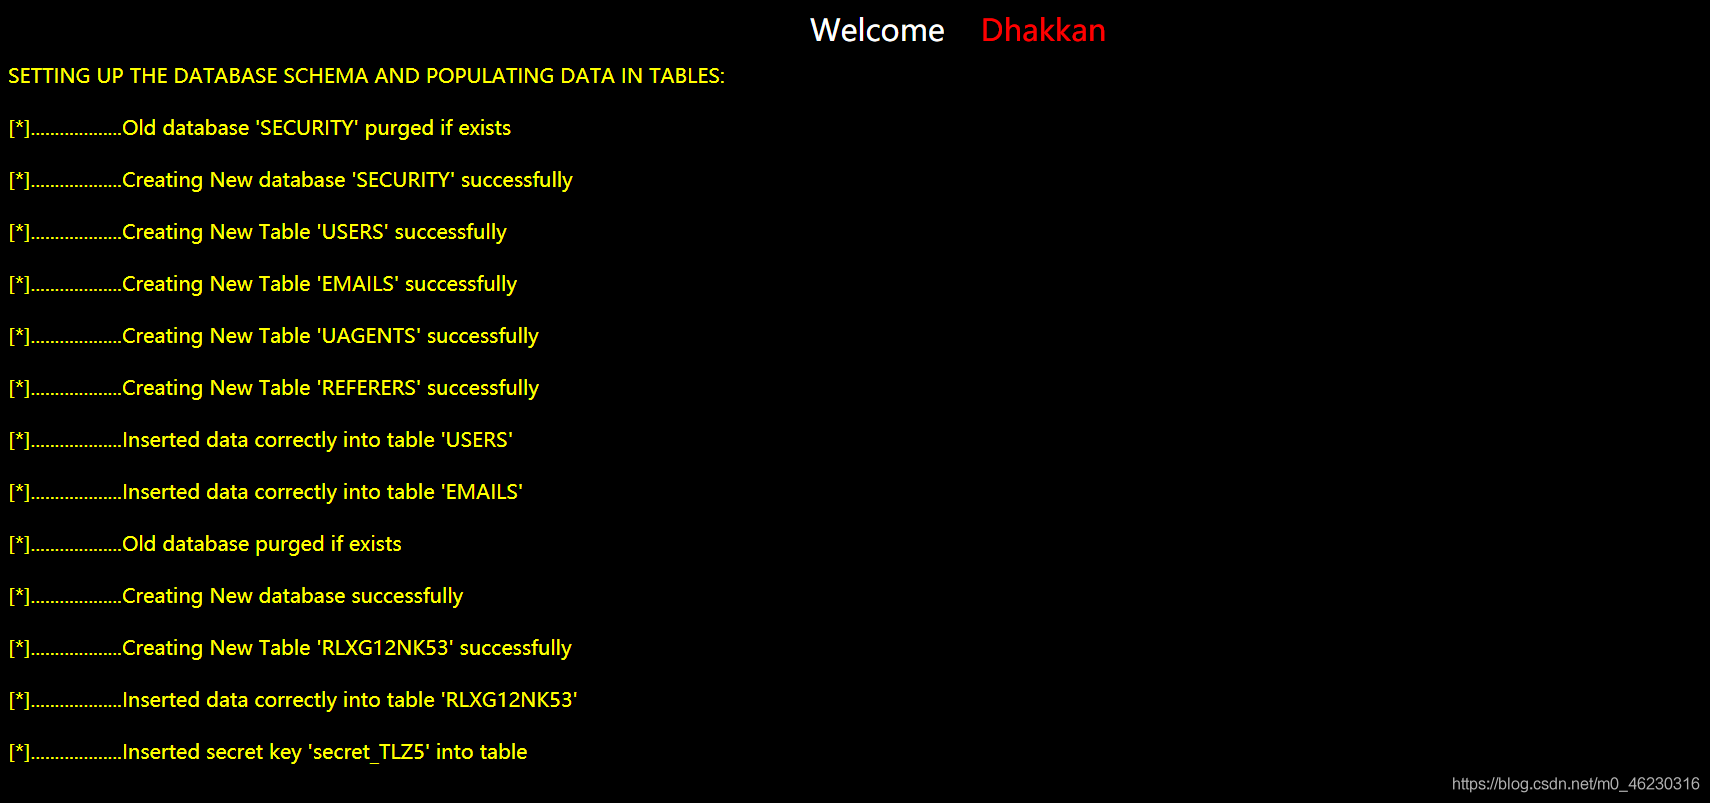 Welcome Dhakkan
SETTING UP THE DATABASE SCHEMA AND POPULATING DATA IN TABLES:
[*]...................Old database 'SECURITY' purged if exists
[*]...................Creating New database 'SECURITY' successfully
[*]...................Creating New Table 'USERS' successfully
[*]...................Creating New Table 'EMAILS' successfully
[*]...................Creating New Table 'UAGENTS' successfully
[*]...................Creating New Table 'REFERERS' successfully
[*]...................Inserted data correctly into table 'USERS'
[*]...................Inserted data correctly into table 'EMAILS'
[*]...................Old database purged if exists
[*]...................Creating New database successfully
[*]...................Creating New Table 'RLXG12NK53' successfully
[*]...................Inserted data correctly into table 'RLXG12NK53'
[*]...................Inserted secret key 'secret_TLZ5' into table
https://blog.csdn.net/m0_46230316